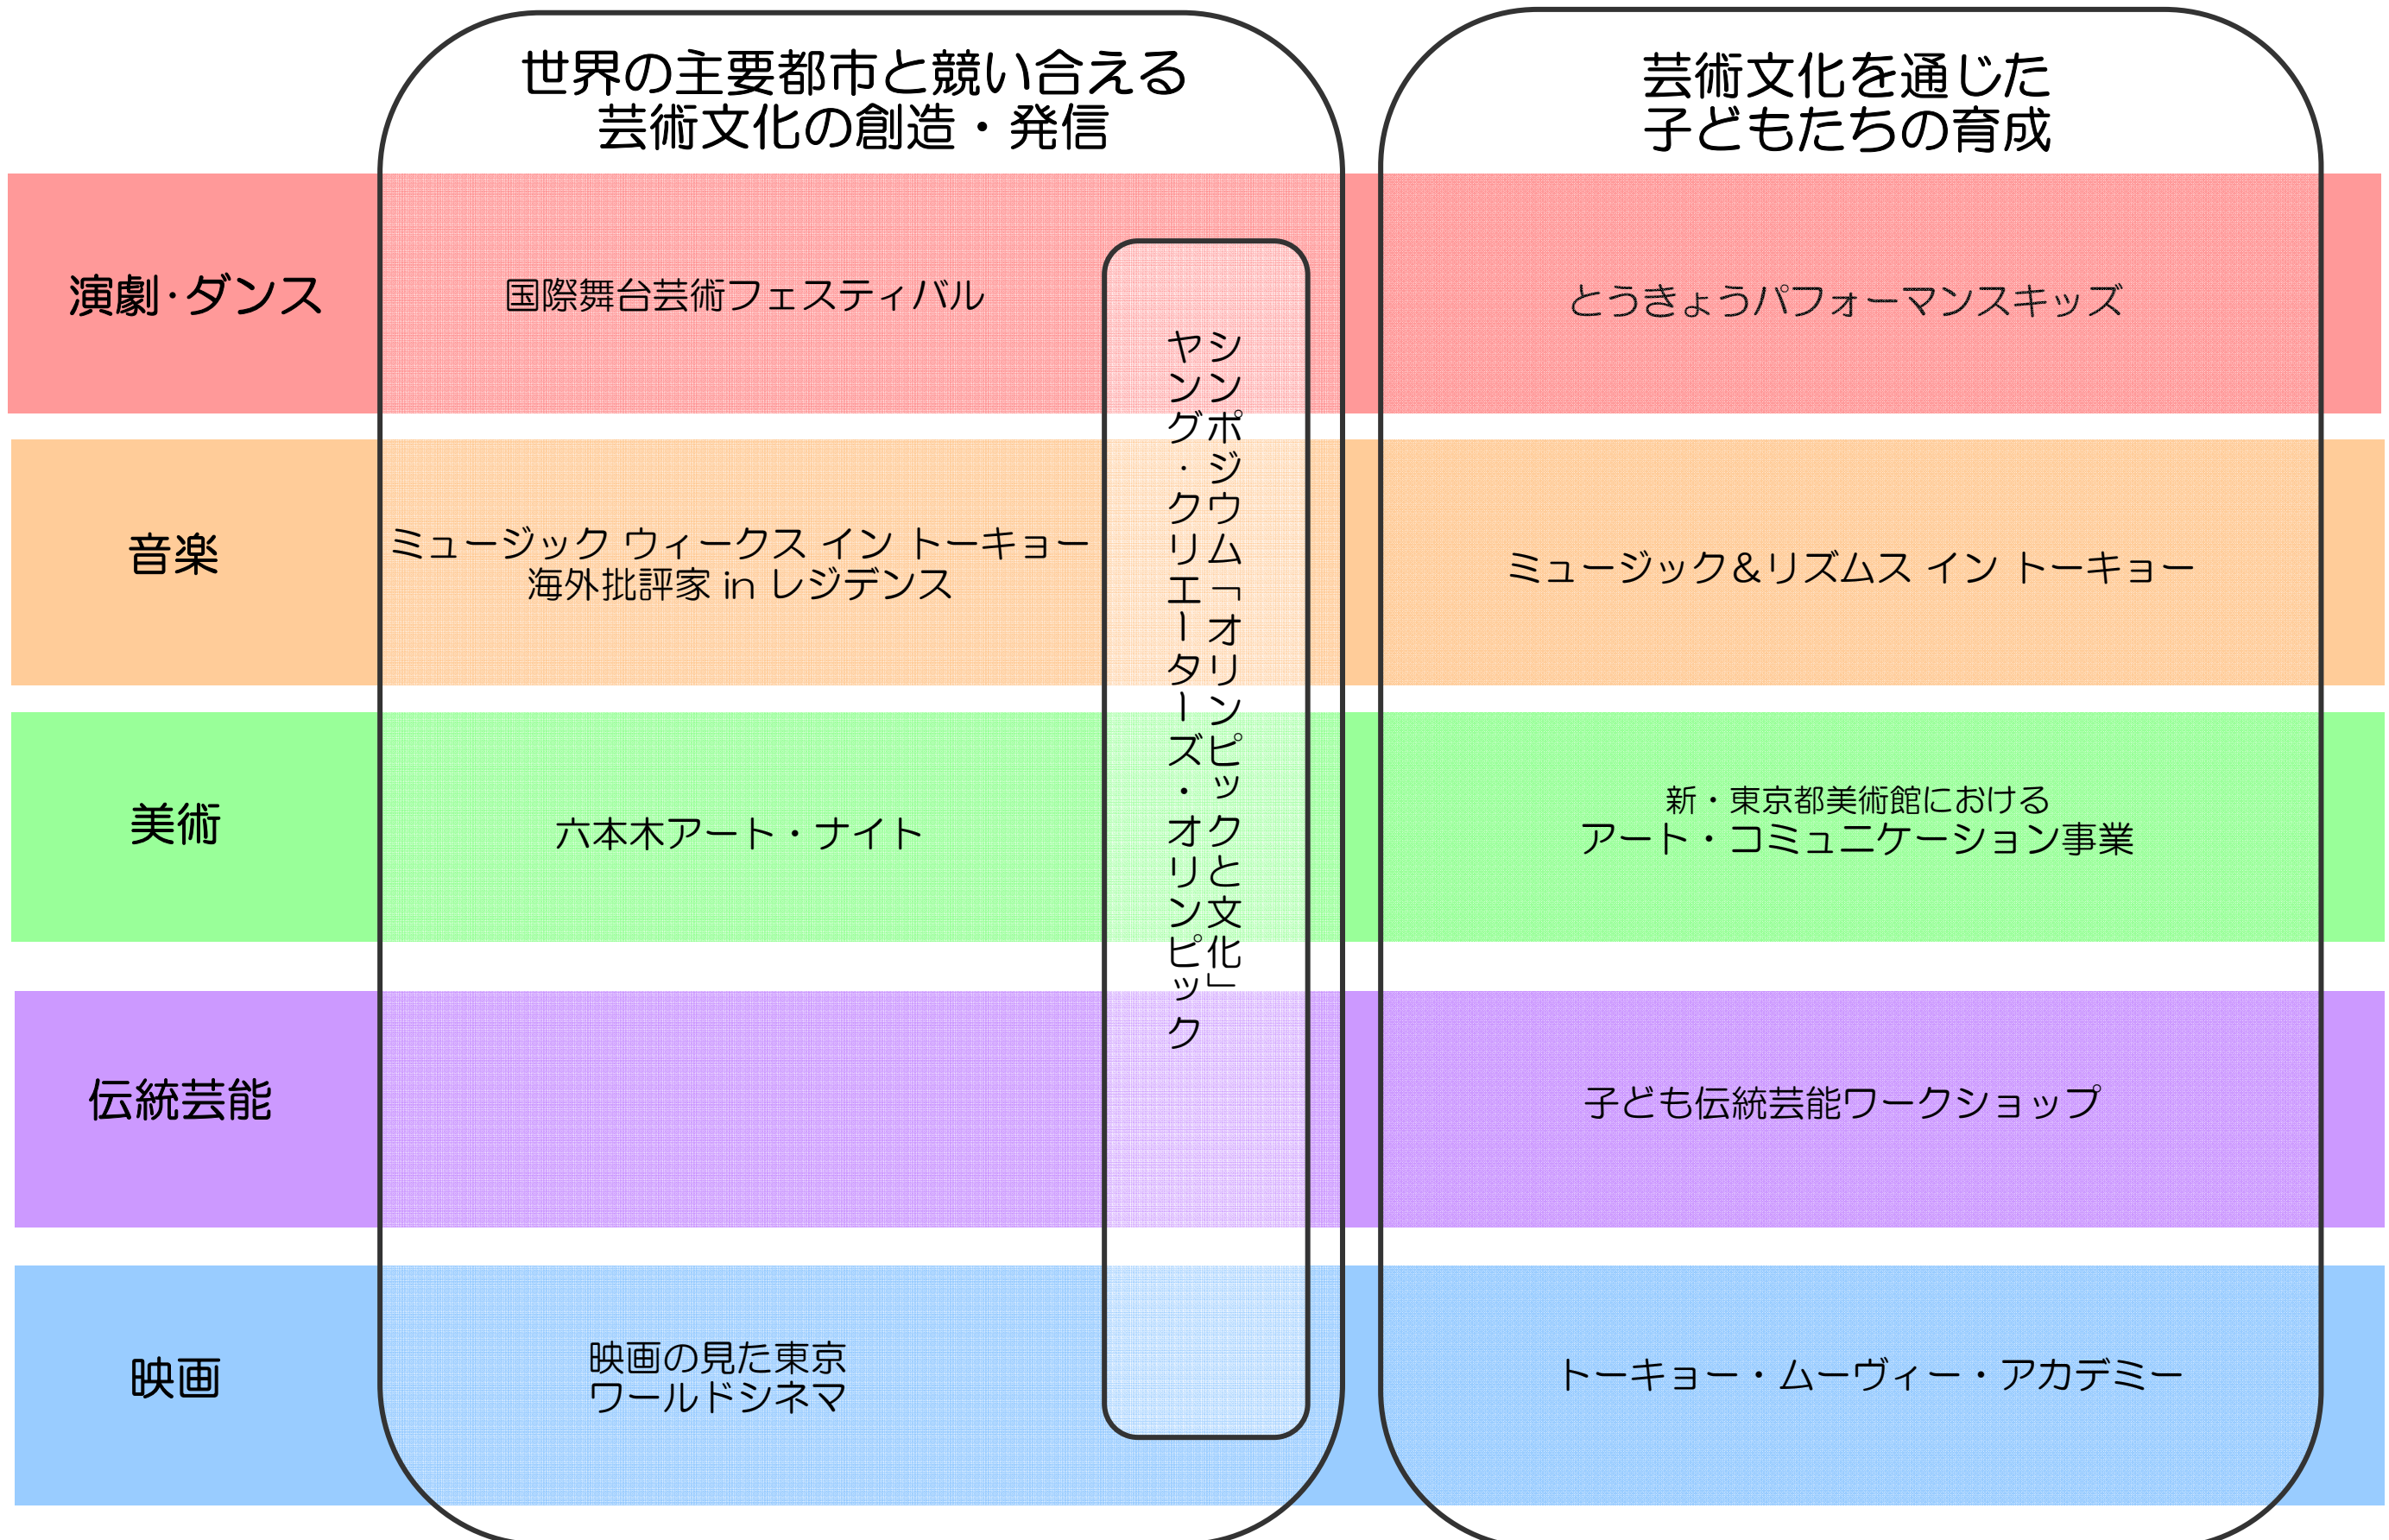 世界の主要都市と競い合える
芸術文化の創造・発信
芸術文化を通じた
子どもたちの育成
演劇・ダンス
国際舞台芸術フェスティバル
とうきょうパフォーマンスキッズ
シンポジウム「オリンピックと文化」
ヤング・クリエーターズ・オリンピック
音楽
ミュージック ウィークス イン トーキョー
海外批評家 in レジデンス
ミュージック＆リズムス イン トーキョー
美術
六本木アート・ナイト
新・東京都美術館における
アート・コミュニケーション事業
伝統芸能
子ども伝統芸能ワークショップ
映画
映画の見た東京
ワールドシネマ
トーキョー・ムーヴィー・アカデミー